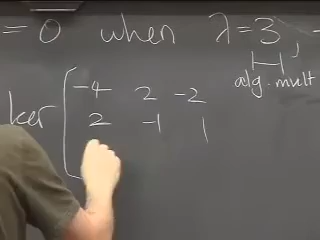 = 0 when λ = 3
alg. mult
ker [ -4 2 -2
2 -1 1